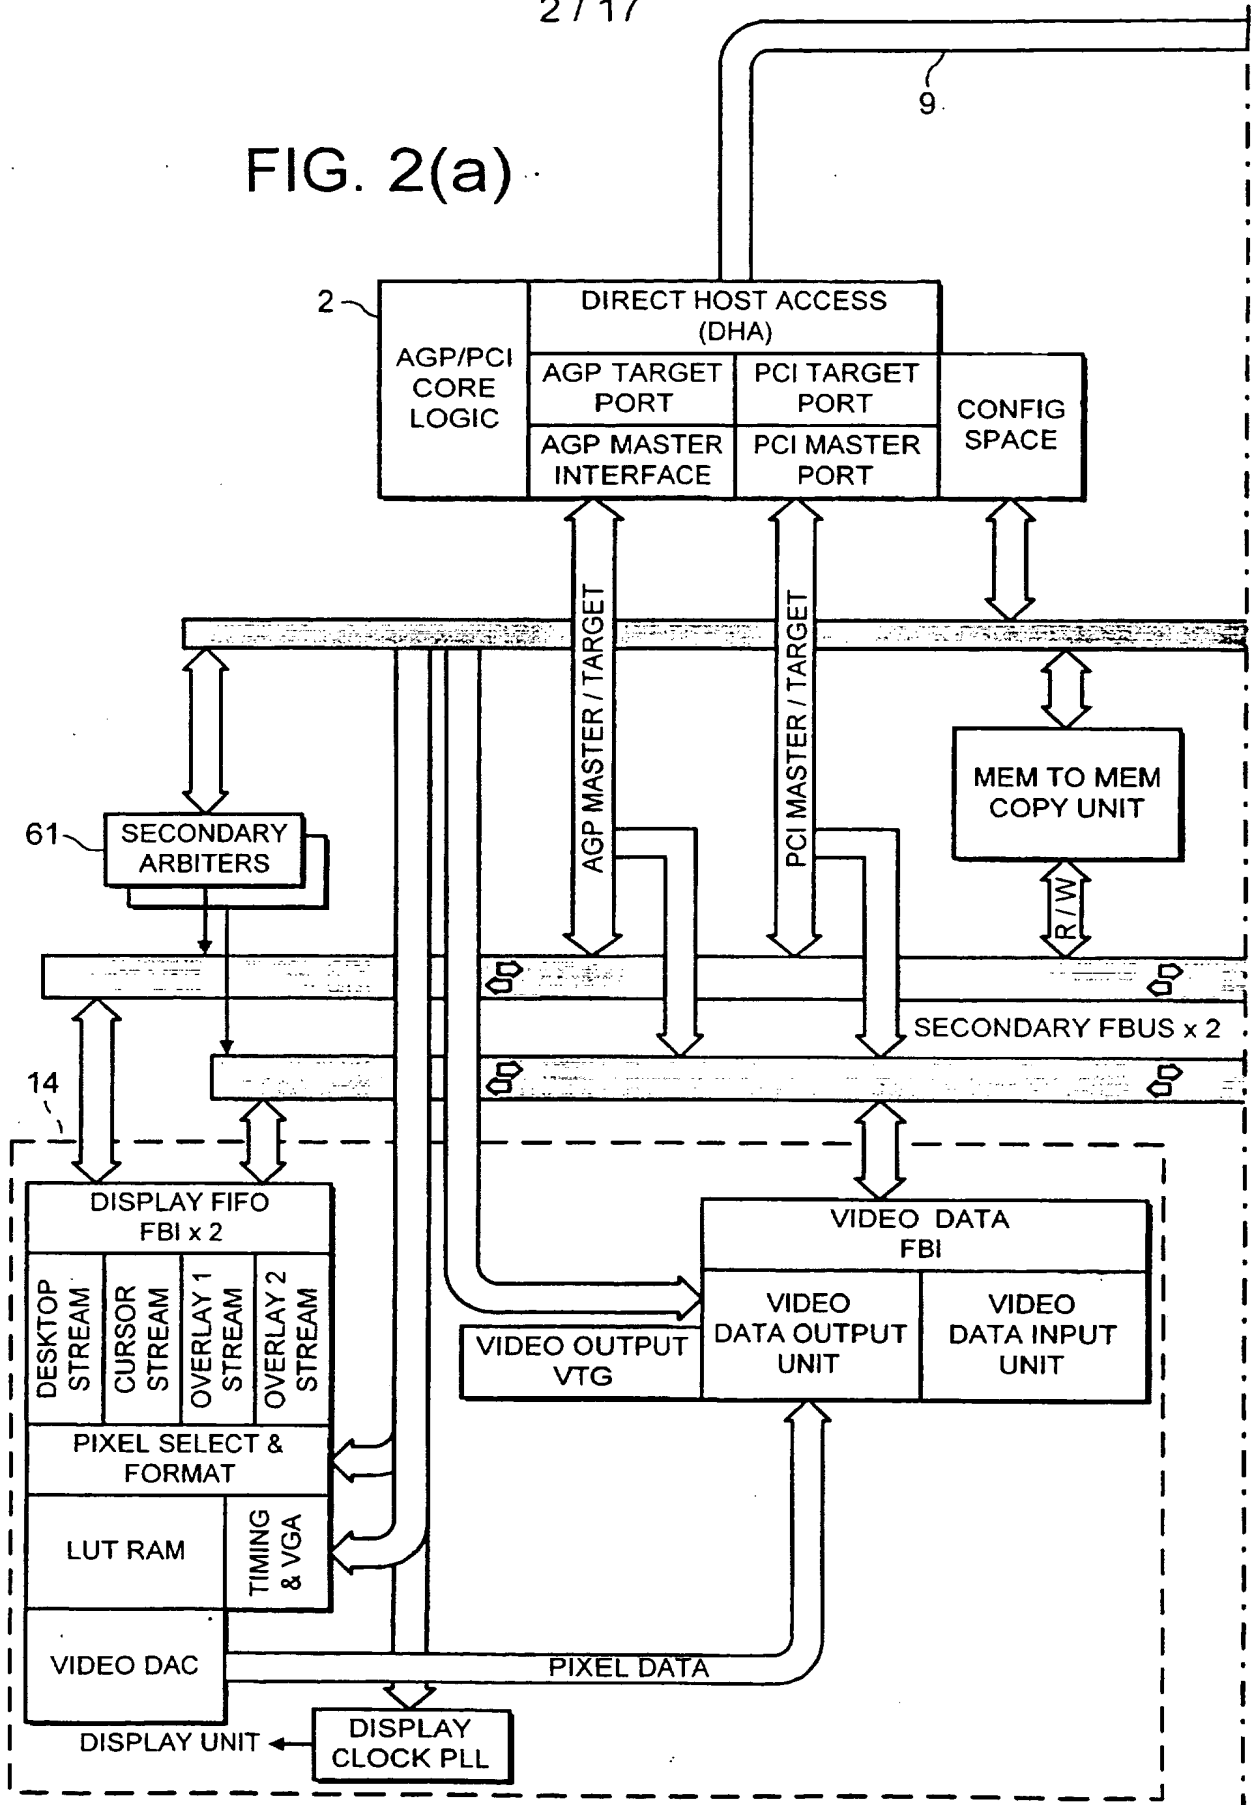 2 / 17
9
FIG. 2(a)
2
DIRECT HOST ACCESS
(DHA)
AGP/PCI
CORE
LOGIC
AGP TARGET
PORT
PCI TARGET
PORT
CONFIG
SPACE
AGP MASTER
INTERFACE
PCI MASTER
PORT
AGP MASTER / TARGET
PCI MASTER / TARGET
MEM TO MEM
COPY UNIT
61
SECONDARY
ARBITERS
R / W
SECONDARY FBUS x 2
14
DISPLAY FIFO
FBI x 2
VIDEO DATA
FBI
DESKTOP
STREAM
CURSOR
STREAM
OVERLAY 1
STREAM
OVERLAY 2
STREAM
VIDEO
DATA OUTPUT
UNIT
VIDEO
DATA INPUT
UNIT
VIDEO OUTPUT
VTG
PIXEL SELECT &
FORMAT
LUT RAM
TIMING
& VGA
VIDEO DAC
PIXEL DATA
DISPLAY UNIT
DISPLAY
CLOCK PLL